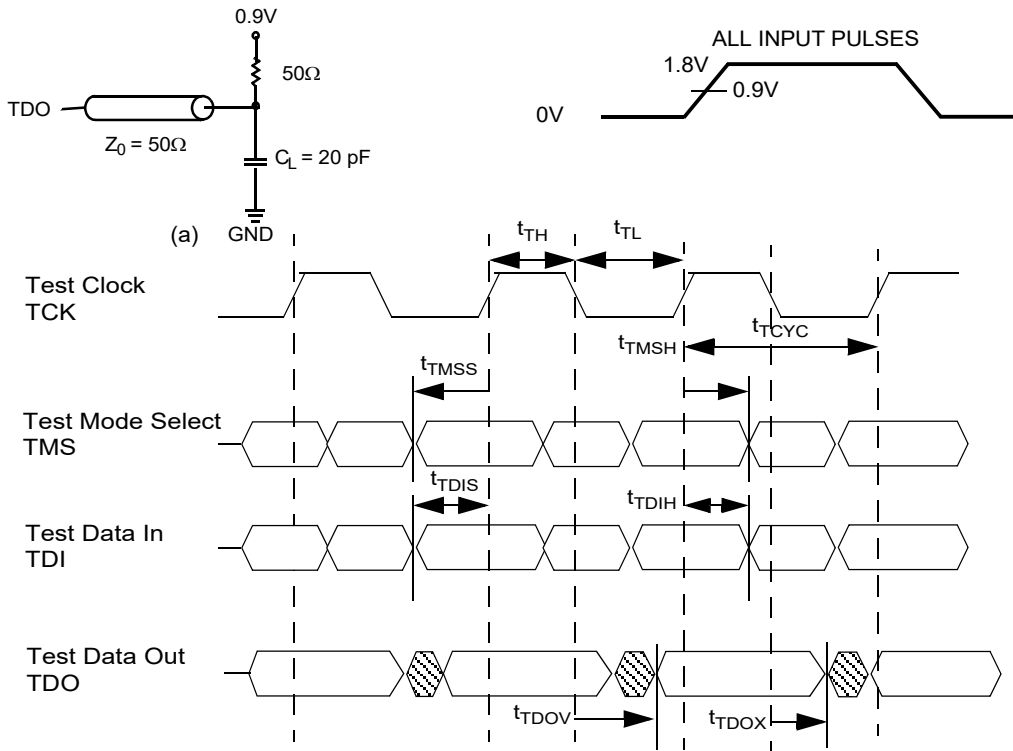 0.9V
50Ω
TDO
Z0 = 50Ω
CL = 20 pF
(a) GND
ALL INPUT PULSES
1.8V
0.9V
0V
tTH
tTL
Test Clock
TCK
tTCYC
tTMSH
tTMSS
Test Mode Select
TMS
tTDIS
tTDIH
Test Data In
TDI
Test Data Out
TDO
tTDOV
tTDOX